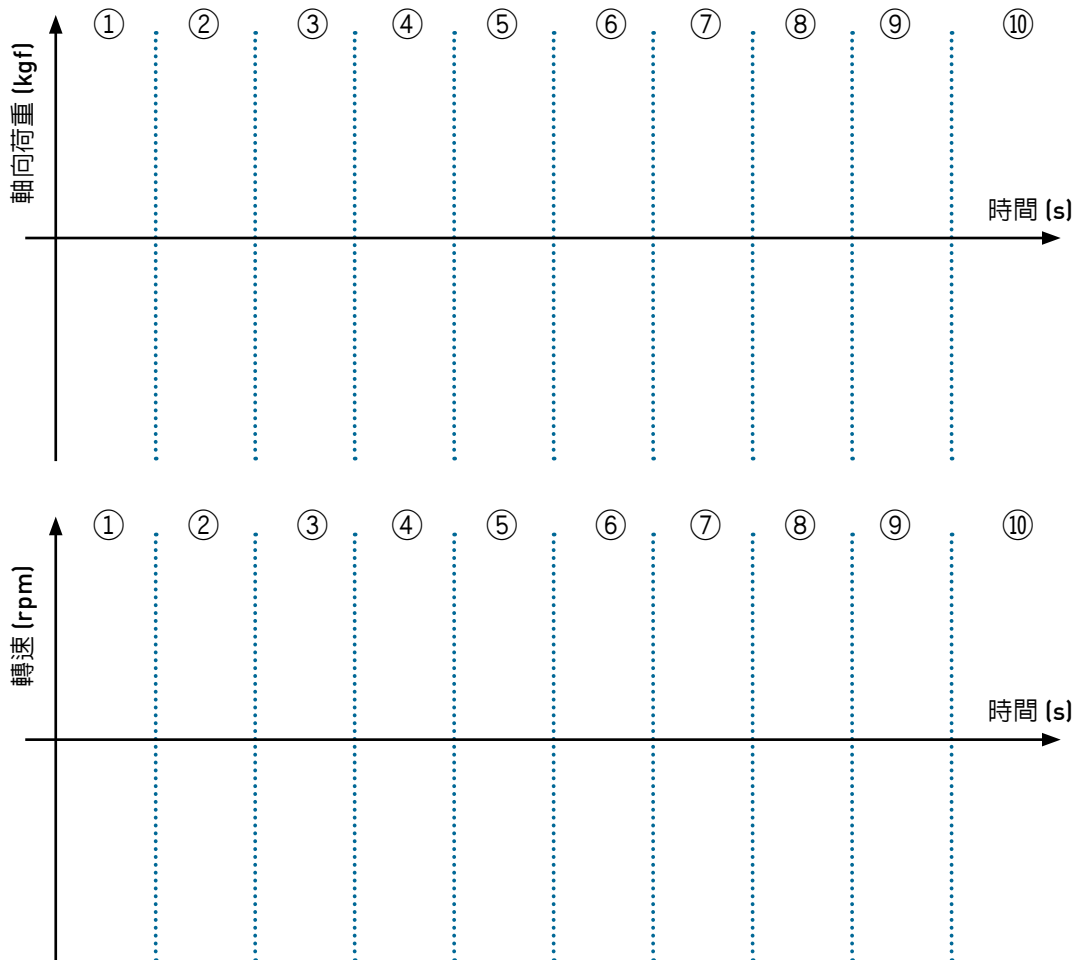 ① ② ③ ④ ⑤ ⑥ ⑦ ⑧ ⑨ ⑩
軸向荷重 (kgf)
時間 (s)
① ② ③ ④ ⑤ ⑥ ⑦ ⑧ ⑨ ⑩
轉速 (rpm)
時間 (s)